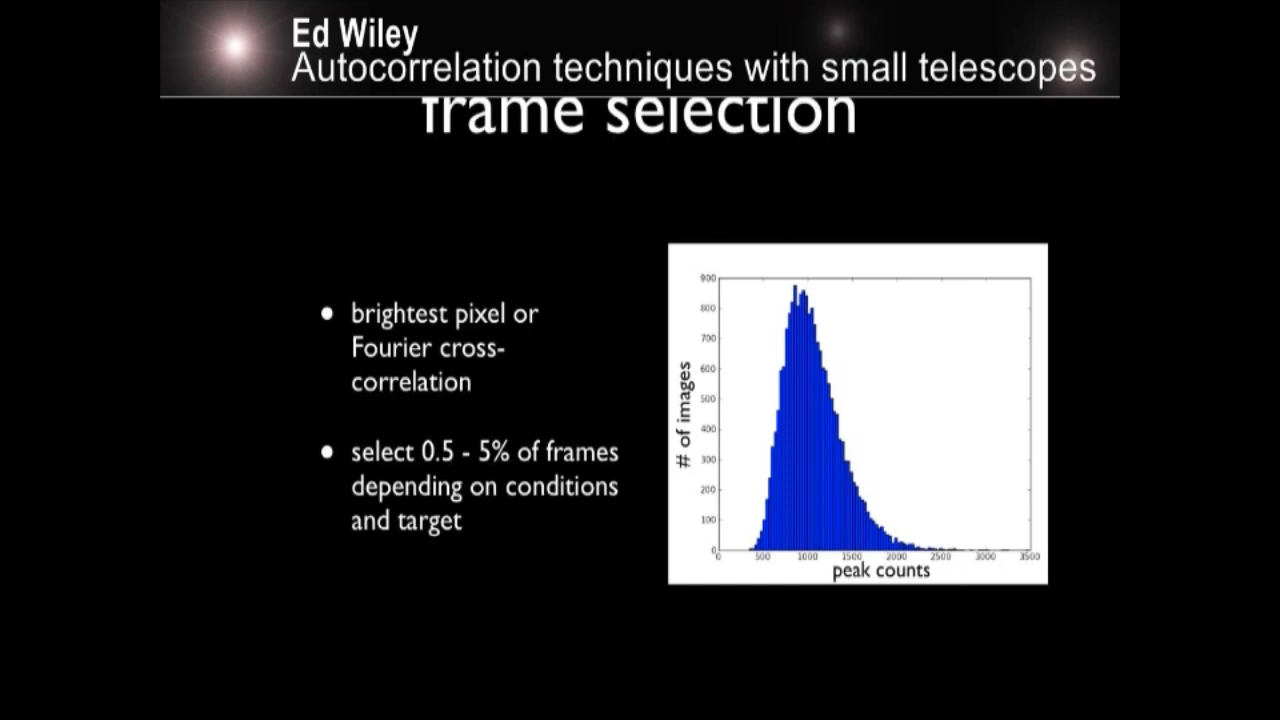 Ed Wiley
Autocorrelation techniques with small telescopes
frame selection
• brightest pixel or
Fourier cross-
correlation
• select 0.5 - 5% of frames
depending on conditions
and target
# of images
900
800
700
600
500
400
300
200
100
0
0 500 1000 1500 2000 2500 3000 3500
peak counts